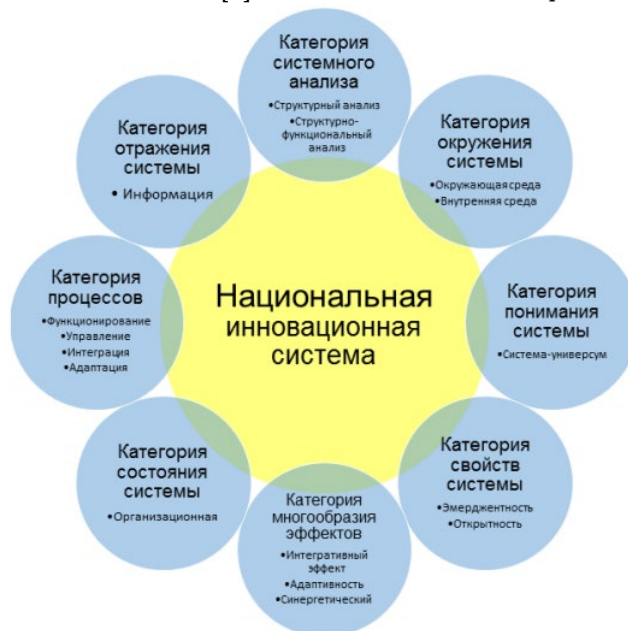 Категория
системного
анализа
•Структурный анализ
•Структурно-
функциональный
анализ
Категория
окружения
системы
•Окружающая среда
•Внутренняя среда
Категория
понимания
системы
•Система-универсум
Категория
свойств
системы
•Эмерджентность
•Открытность
Категория
многообразия
эффектов
•Интегративный
эффект
•Адаптивность
•Синергетический
Категория
состояния
системы
•Организационная
Категория
процессов
•Функционирование
•Управление
•Интеграция
•Адаптация
Категория
отражения
системы
• Информация
Национальная
инновационная
система